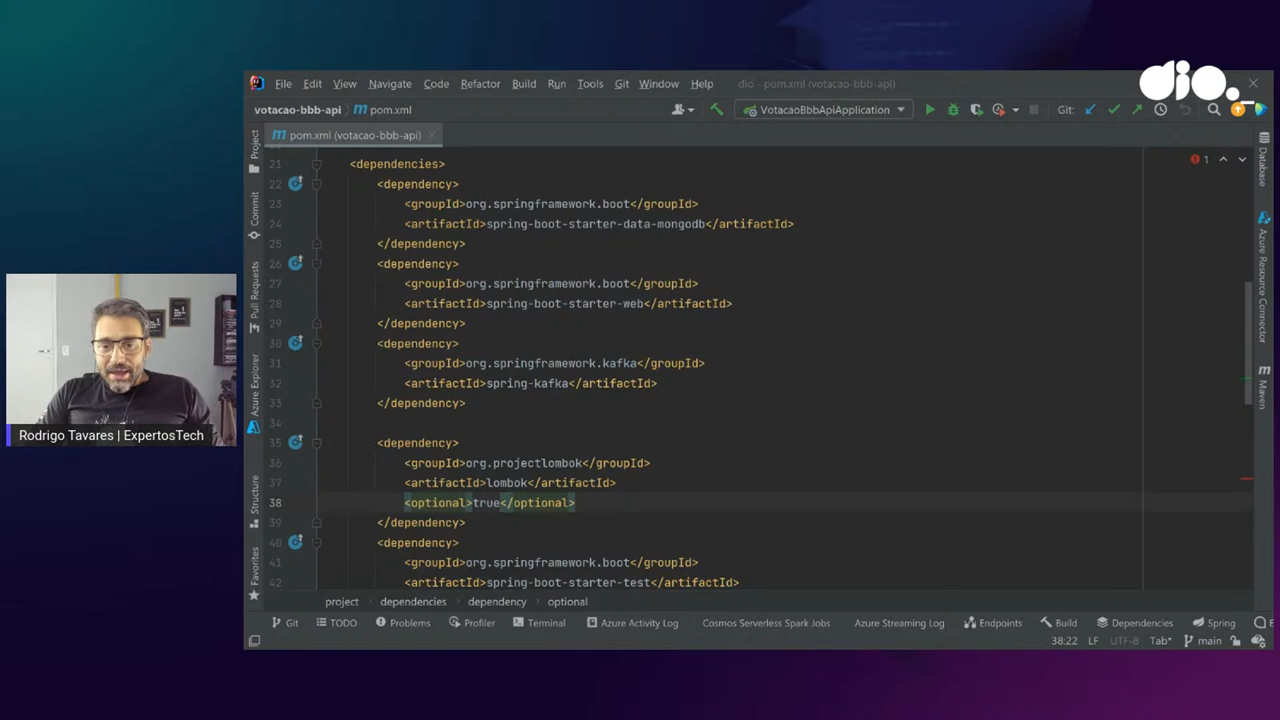 dio._
File Edit View Navigate Code Refactor Build Run Tools Git Window Help dio - pom.xml (votacao-bbb-api)
votacao-bbb-api pom.xml VotacaoBbbApiApplication Git:
pom.xml (votacao-bbb-api)
1
21 <dependencies>
22 <dependency>
23 <groupId>org.springframework.boot</groupId>
24 <artifactId>spring-boot-starter-data-mongodb</artifactId>
25 </dependency>
26 <dependency>
27 <groupId>org.springframework.boot</groupId>
28 <artifactId>spring-boot-starter-web</artifactId>
29 </dependency>
30 <dependency>
31 <groupId>org.springframework.kafka</groupId>
32 <artifactId>spring-kafka</artifactId>
33 </dependency>
34
35 <dependency>
36 <groupId>org.projectlombok</groupId>
37 <artifactId>lombok</artifactId>
38 <optional>true</optional>
39 </dependency>
40 <dependency>
41 <groupId>org.springframework.boot</groupId>
42 <artifactId>spring-boot-starter-test</artifactId>
Project
Commit
Pull Requests
Azure Explorer
Structure
Favorites
Database
Azure Resource Connector
Maven
Rodrigo Tavares | ExpertosTech
project dependencies dependency optional
Git TODO Problems Profiler Terminal Azure Activity Log Cosmos Serverless Spark Jobs Azure Streaming Log Endpoints Build Dependencies Spring
38:22 LF UTF-8 Tab* main